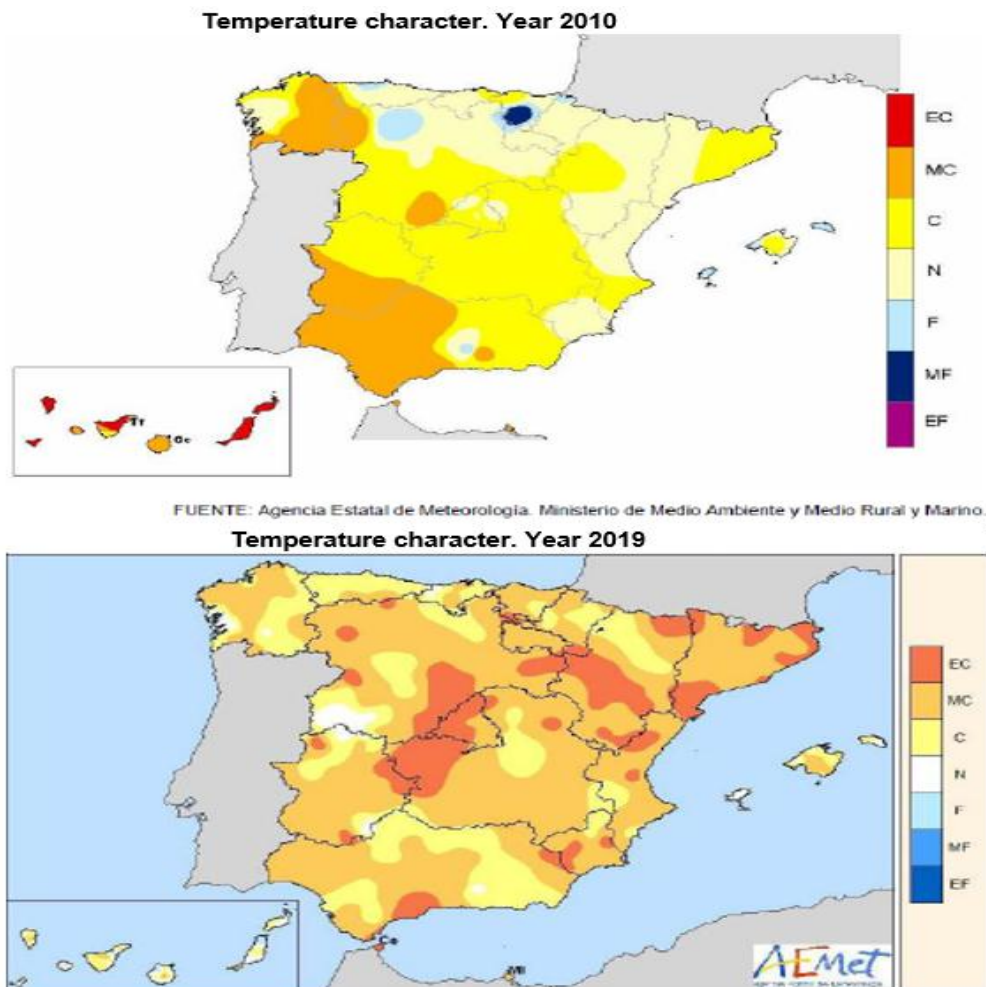 Temperature character. Year 2010
EC
MC
C
N
F
MF
EF
Tf
Gc
FUENTE: Agencia Estatal de Meteorología. Ministerio de Medio Ambiente y Medio Rural y Marino.
Temperature character. Year 2019
EC
MC
C
N
F
MF
EF
Ce
Ml
AEMet